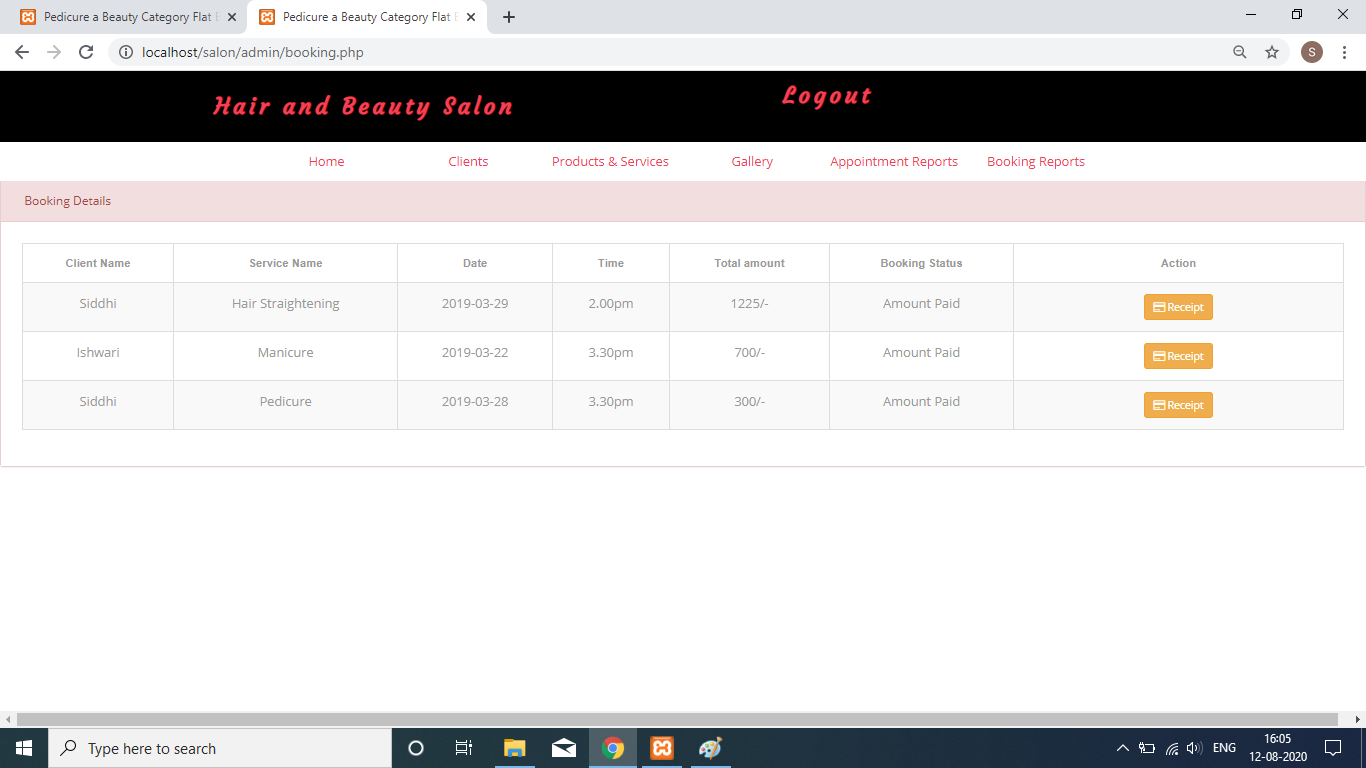 Pedicure a Beauty Category Flat
Pedicure a Beauty Category Flat
localhost/salon/admin/booking.php
S
Hair and Beauty Salon
Logout
Home Clients Products & Services Gallery Appointment Reports Booking Reports
Booking Details
Client Name Service Name Date Time Total amount Booking Status Action
Siddhi Hair Straightening 2019-03-29 2.00pm 1225/- Amount Paid Receipt
Ishwari Manicure 2019-03-22 3.30pm 700/- Amount Paid Receipt
Siddhi Pedicure 2019-03-28 3.30pm 300/- Amount Paid Receipt
Type here to search
ENG
16:05
12-08-2020